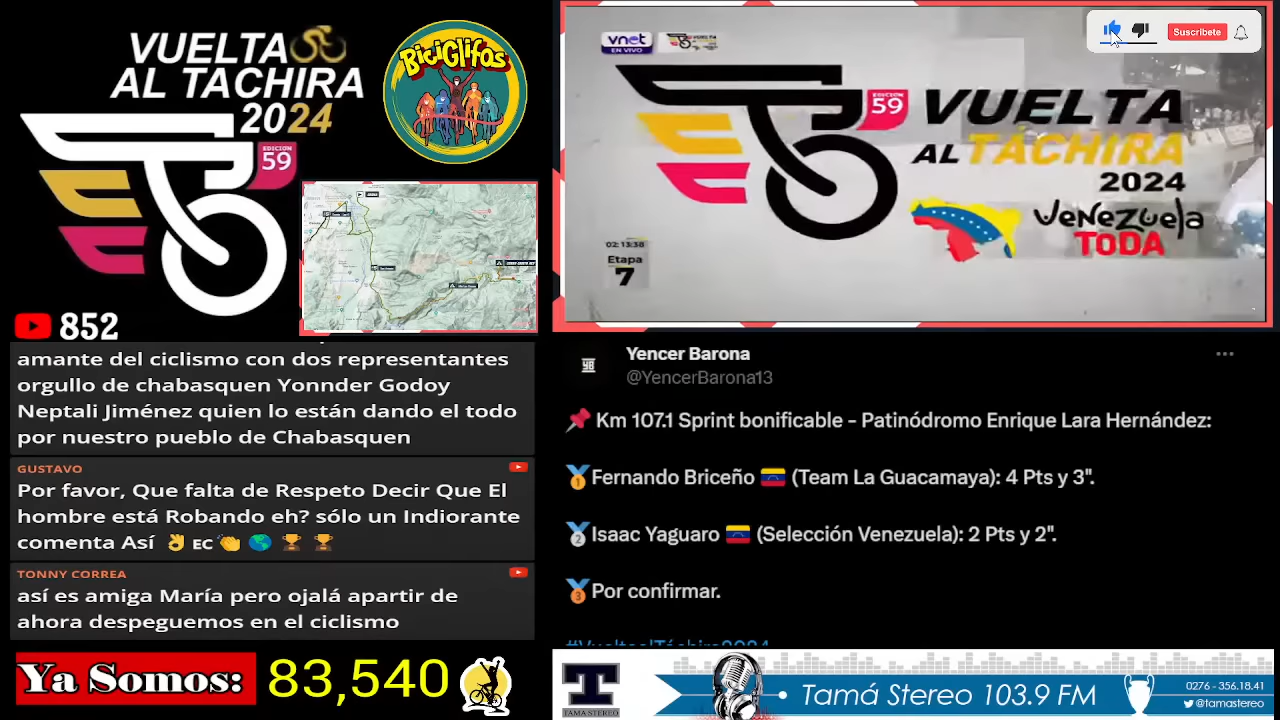 VUELTA
AL TACHIRA
2024
EDICIÓN
59
BiciGlifos
852
amante del ciclismo con dos representantes
orgullo de chabasquen Yonnder Godoy
Neptali Jiménez quien lo están dando el todo
por nuestro pueblo de Chabasquen
GUSTAVO
Por favor, Que falta de Respeto Decir Que El
hombre está Robando eh? sólo un Indiorante
comenta Así 👌 EC👏 🌎 🏆 🏆
TONNY CORREA
así es amiga María pero ojalá apartir de
ahora despeguemos en el ciclismo
Ya Somos: 83,540
vnet
EN VIVO
Suscríbete
EDICIÓN
59
VUELTA
AL TÁCHIRA
2024
VENEZUELA
TODA
02:13:38
Etapa
7
Yencer Barona
@YencerBarona13
📌 Km 107.1 Sprint bonificable - Patinódromo Enrique Lara Hernández:
🥇Fernando Briceño 🇻🇪 (Team La Guacamaya): 4 Pts y 3".
🥈Isaac Yaguaro 🇻🇪 (Selección Venezuela): 2 Pts y 2".
🥉Por confirmar.
#VueltaalTáchira2024
TAMA STEREO
Tamá Stereo 103.9 FM
0276 - 356.18.41
@tamastereo